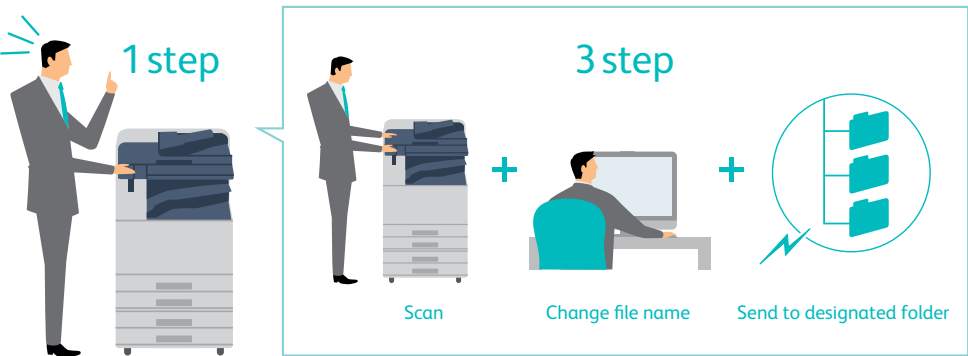 1 step
3 step
Scan
Change file name
Send to designated folder